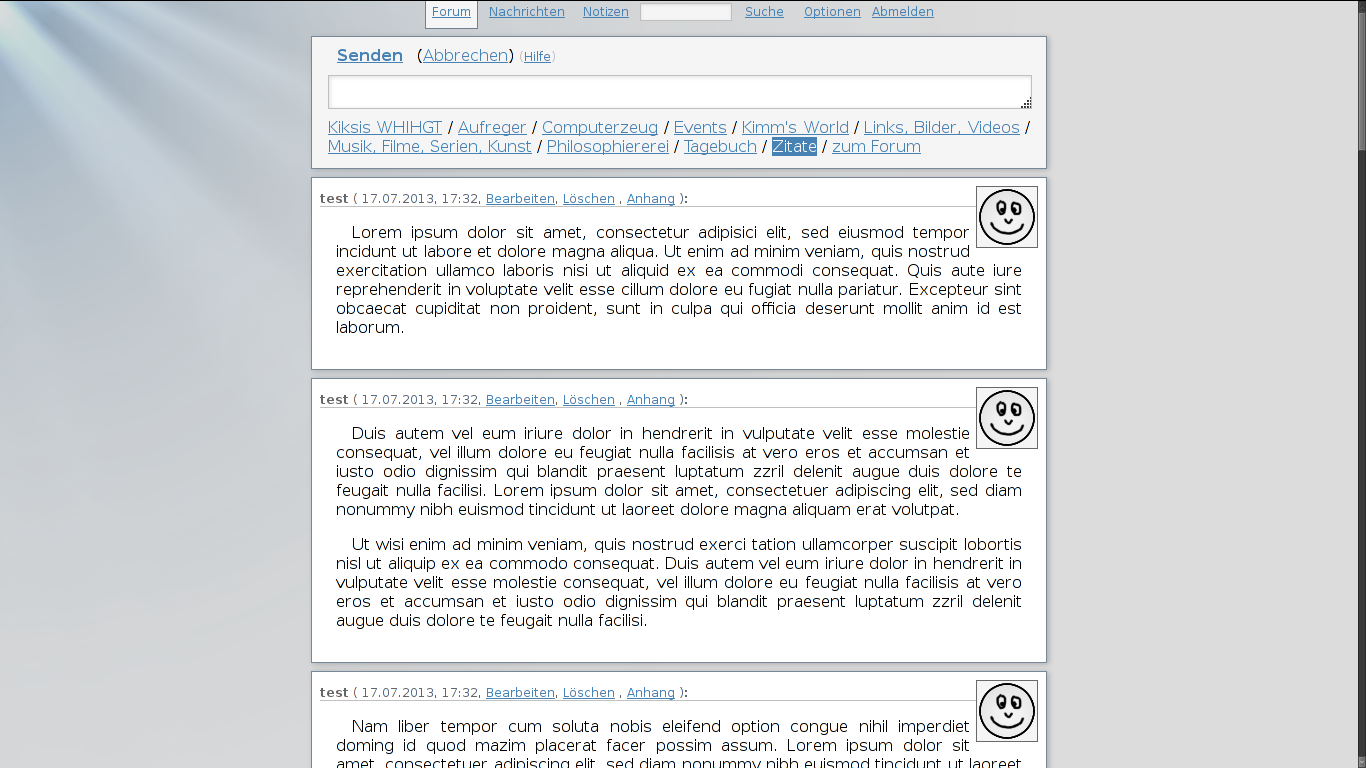 Forum Nachrichten Notizen Suche Optionen Abmelden
Senden (Abbrechen) (Hilfe)
Kiksis WHIHGT / Aufreger / Computerzeug / Events / Kimm's World / Links, Bilder, Videos /
Musik, Filme, Serien, Kunst / Philosophiererei / Tagebuch / Zitate / zum Forum
test ( 17.07.2013, 17:32, Bearbeiten, Löschen , Anhang ):
Lorem ipsum dolor sit amet, consectetur adipisici elit, sed eiusmod tempor
incidunt ut labore et dolore magna aliqua. Ut enim ad minim veniam, quis nostrud
exercitation ullamco laboris nisi ut aliquid ex ea commodi consequat. Quis aute iure
reprehenderit in voluptate velit esse cillum dolore eu fugiat nulla pariatur. Excepteur sint
obcaecat cupiditat non proident, sunt in culpa qui officia deserunt mollit anim id est
laborum.
test ( 17.07.2013, 17:32, Bearbeiten, Löschen , Anhang ):
Duis autem vel eum iriure dolor in hendrerit in vulputate velit esse molestie
consequat, vel illum dolore eu feugiat nulla facilisis at vero eros et accumsan et
iusto odio dignissim qui blandit praesent luptatum zzril delenit augue duis dolore te
feugait nulla facilisi. Lorem ipsum dolor sit amet, consectetuer adipiscing elit, sed diam
nonummy nibh euismod tincidunt ut laoreet dolore magna aliquam erat volutpat.
Ut wisi enim ad minim veniam, quis nostrud exerci tation ullamcorper suscipit lobortis
nisl ut aliquip ex ea commodo consequat. Duis autem vel eum iriure dolor in hendrerit in
vulputate velit esse molestie consequat, vel illum dolore eu feugiat nulla facilisis at vero
eros et accumsan et iusto odio dignissim qui blandit praesent luptatum zzril delenit
augue duis dolore te feugait nulla facilisi.
test ( 17.07.2013, 17:32, Bearbeiten, Löschen , Anhang ):
Nam liber tempor cum soluta nobis eleifend option congue nihil imperdiet
doming id quod mazim placerat facer possim assum. Lorem ipsum dolor sit
amet, consectetuer adipiscing elit, sed diam nonummy nibh euismod tincidunt ut laoreet